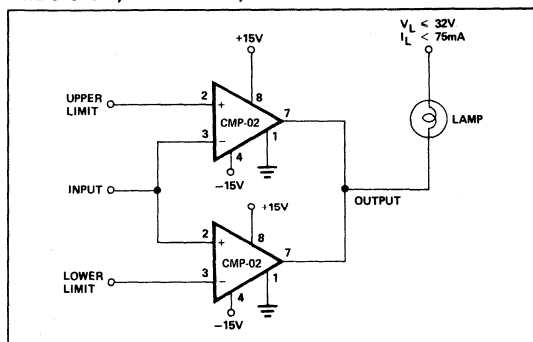 +15V
V_L ≤ 32V
I_L < 75mA
UPPER LIMIT
2
+
8
CMP-02
7
3
−
1
4
−15V
LAMP
INPUT
OUTPUT
+15V
2
+
8
CMP-02
7
LOWER LIMIT
3
−
1
4
−15V